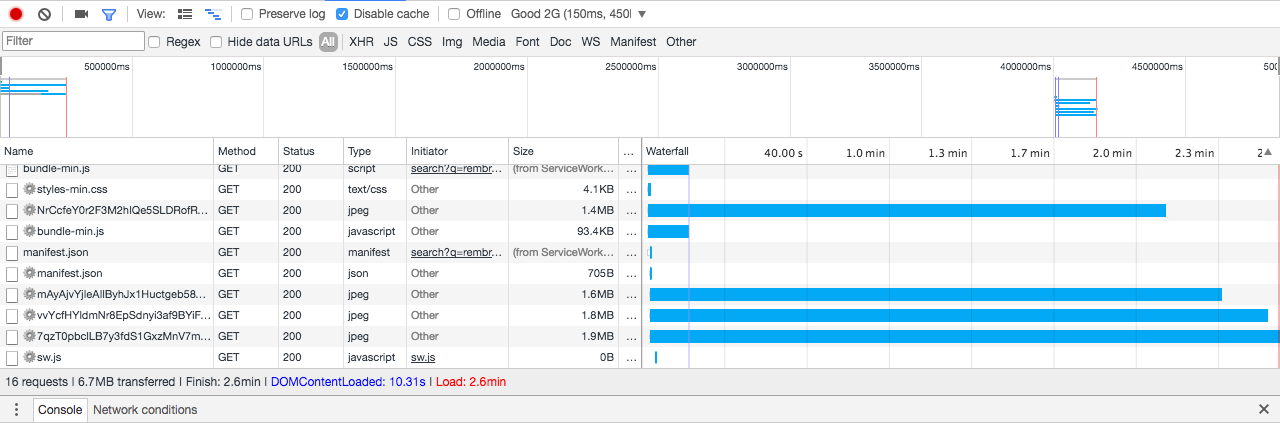 View: Preserve log Disable cache Offline Good 2G (150ms, 450
Filter Regex Hide data URLs All XHR JS CSS Img Media Font Doc WS Manifest Other
500000ms 1000000ms 1500000ms 2000000ms 2500000ms 3000000ms 3500000ms 4000000ms 4500000ms 500
Name Method Status Type Initiator Size ... Waterfall 40.00 s 1.0 min 1.3 min 1.7 min 2.0 min 2.3 min 2
bundle-min.js GET 200 script search?q=rembr... (from ServiceWork... ...
styles-min.css GET 200 text/css Other 4.1KB ...
NrCcfeY0r2F3M2hIQe5SLDRofR... GET 200 jpeg Other 1.4MB ...
bundle-min.js GET 200 javascript Other 93.4KB ...
manifest.json GET 200 manifest search?q=rembr... (from ServiceWork... ...
manifest.json GET 200 json Other 705B ...
mAyAjvYjleAllByhJx1Huctgeb58... GET 200 jpeg Other 1.6MB ...
vvYcfHYldmNr8EpSdnyi3af9BYiF... GET 200 jpeg Other 1.8MB ...
7qzT0pbclLB7y3fdS1GxzMnV7m... GET 200 jpeg Other 1.9MB ...
sw.js GET 200 javascript sw.js 0B ...
16 requests | 6.7MB transferred | Finish: 2.6min | DOMContentLoaded: 10.31s | Load: 2.6min
Console Network conditions